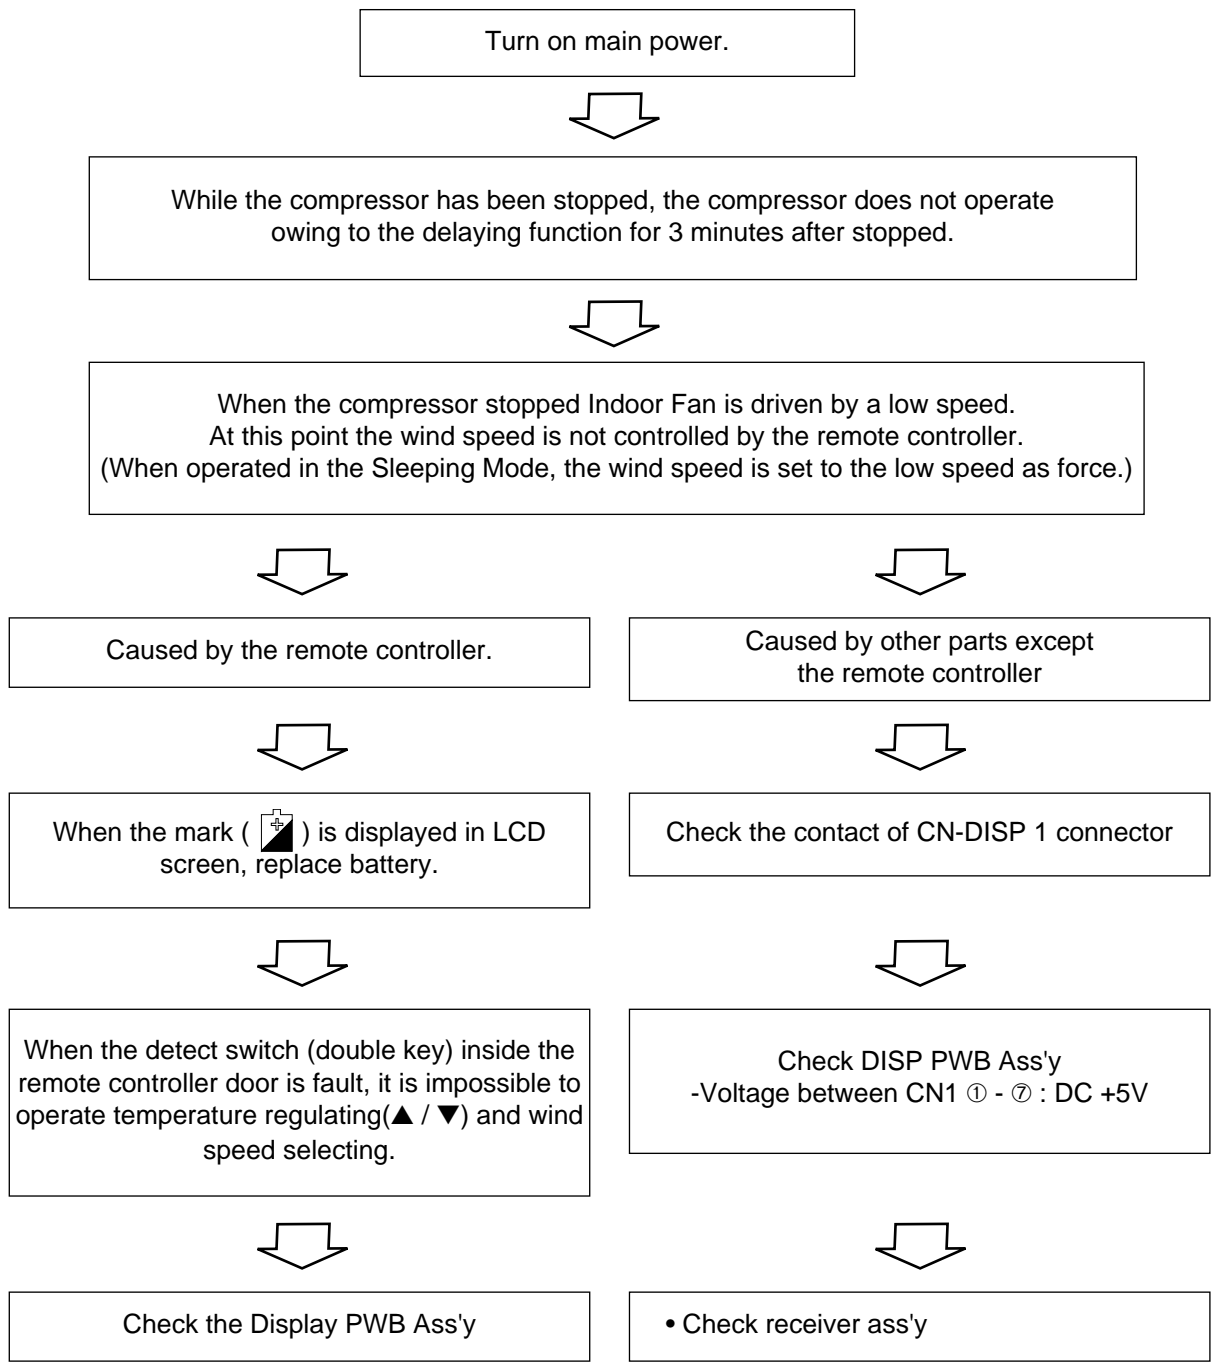 Turn on main power.
While the compressor has been stopped, the compressor does not operate
owing to the delaying function for 3 minutes after stopped.
When the compressor stopped Indoor Fan is driven by a low speed.
At this point the wind speed is not controlled by the remote controller.
(When operated in the Sleeping Mode, the wind speed is set to the low speed as force.)
Caused by the remote controller.
When the mark ( ) is displayed in LCD
screen, replace battery.
When the detect switch (double key) inside the
remote controller door is fault, it is impossible to
operate temperature regulating(▲ / ▼) and wind
speed selecting.
Check the Display PWB Ass'y
Caused by other parts except
the remote controller
Check the contact of CN-DISP 1 connector
Check DISP PWB Ass'y
-Voltage between CN1 ① - ⑦ : DC +5V
• Check receiver ass'y